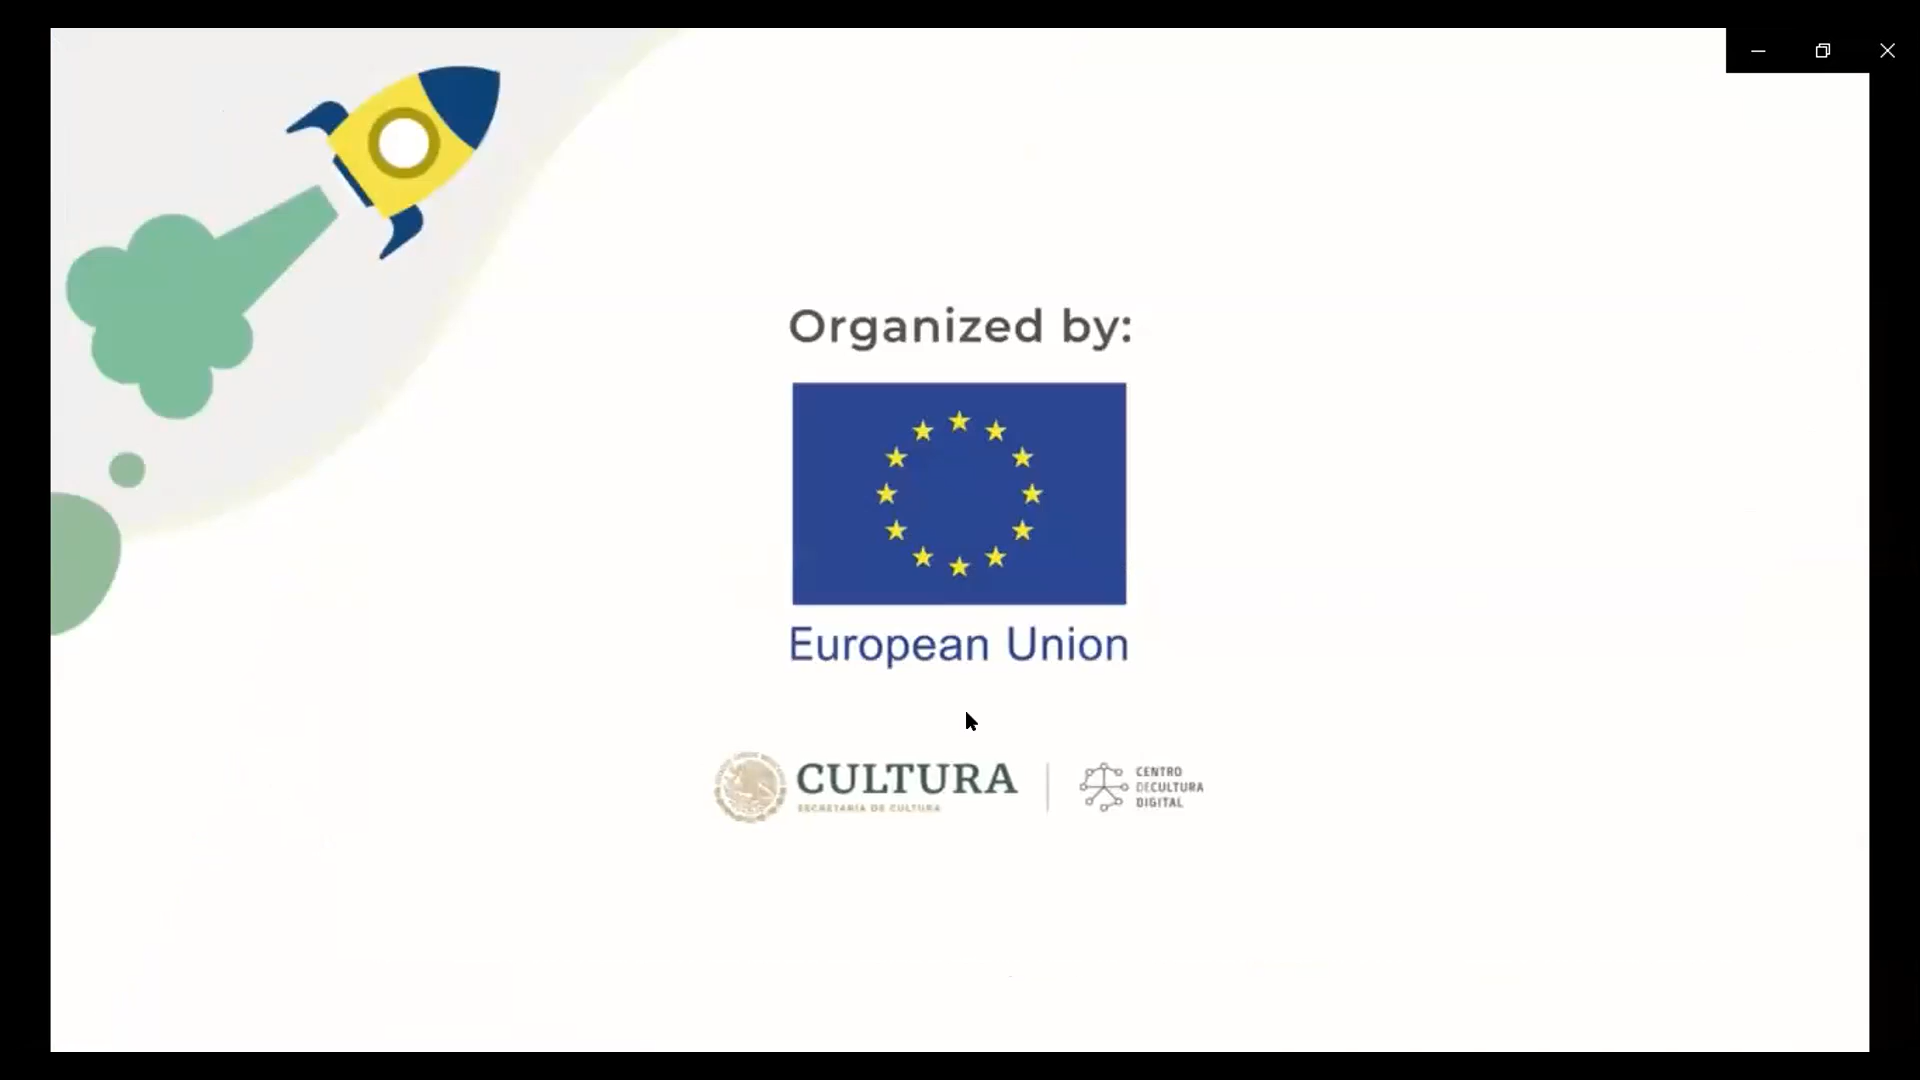 Organized by:
European Union
CULTURA
SECRETARÍA DE CULTURA
CENTRO
DECULTURA
DIGITAL